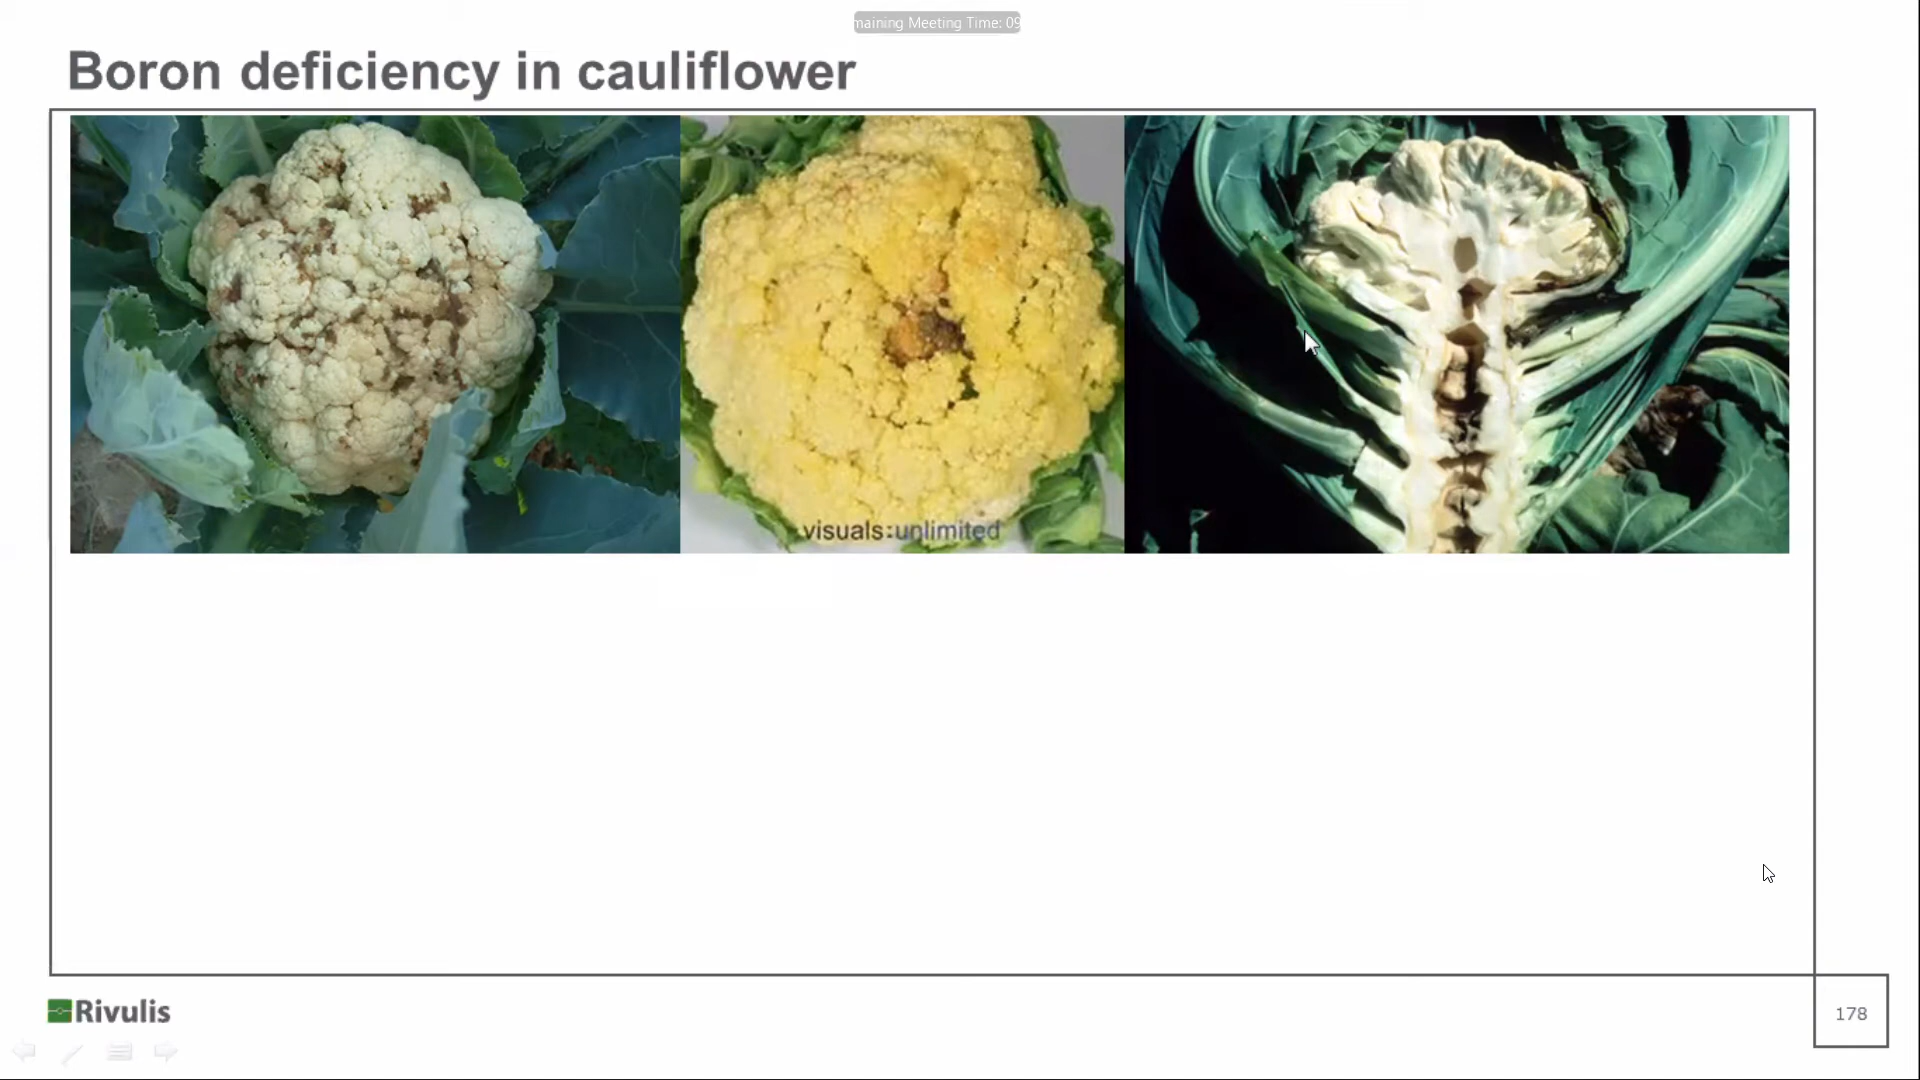 maining Meeting Time: 09
Boron deficiency in cauliflower
visuals:unlimited
Rivulis
178